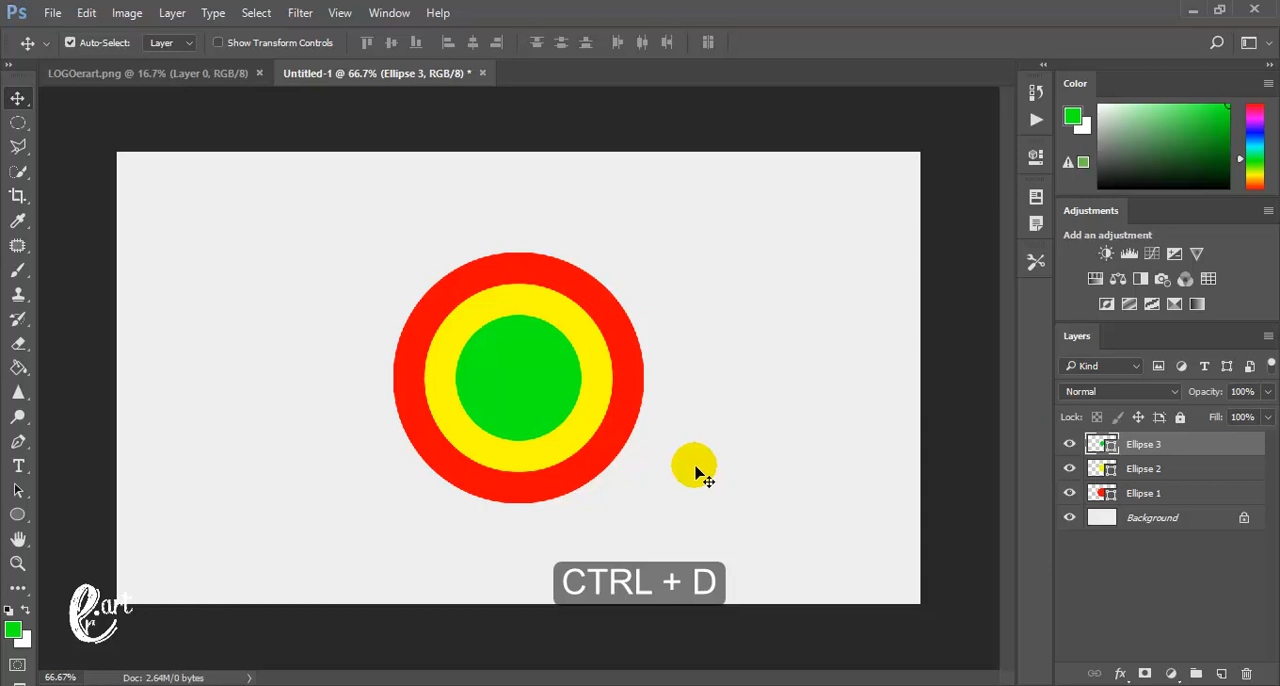 Ps File Edit Image Layer Type Select Filter View Window Help
Auto-Select: Layer Show Transform Controls
LOGOerart.png @ 16.7% (Layer 0, RGB/8) × Untitled-1 @ 66.7% (Ellipse 3, RGB/8) * ×
Color
Adjustments
Add an adjustment
Layers
Kind
Normal Opacity: 100%
Lock: Fill: 100%
Ellipse 3
Ellipse 2
Ellipse 1
Background
CTRL + D
66.67% Doc: 2.64M/0 bytes
fx